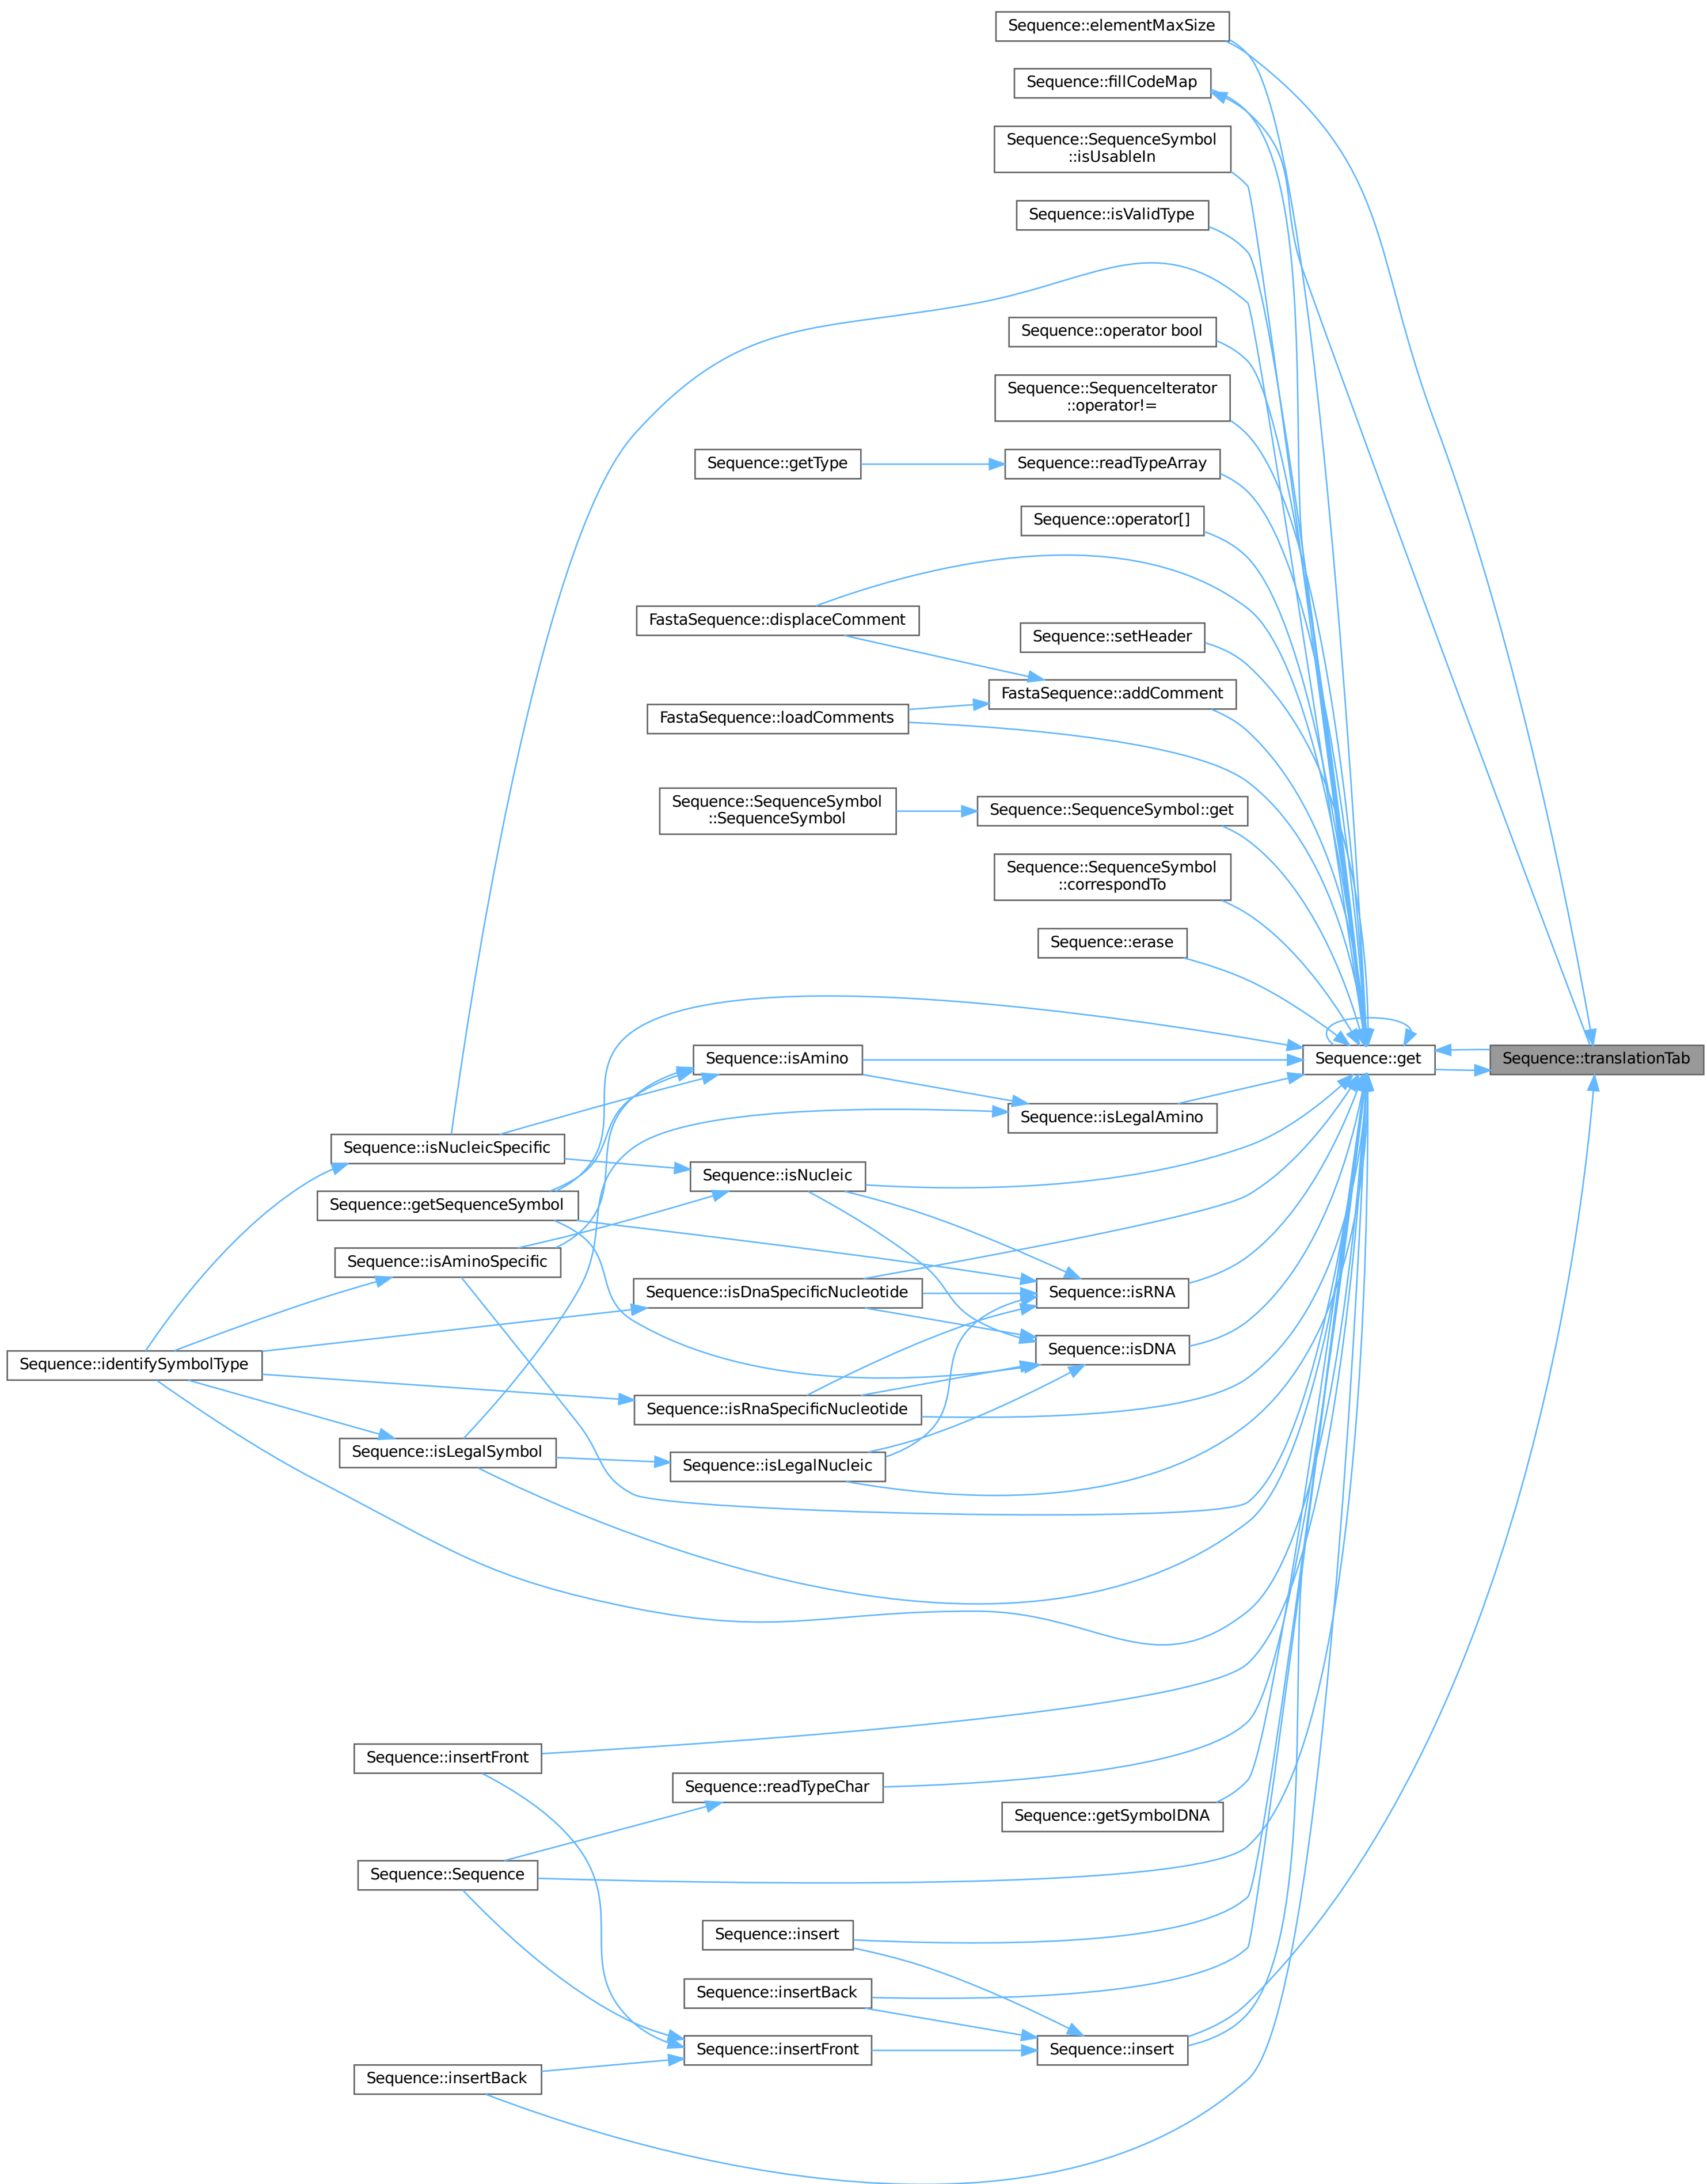 Sequence::elementMaxSize
Sequence::fillCodeMap
Sequence::SequenceSymbol
::isUsableIn
Sequence::isValidType
Sequence::operator bool
Sequence::SequenceIterator
::operator!=
Sequence::getType
Sequence::readTypeArray
Sequence::operator[]
FastaSequence::displaceComment
Sequence::setHeader
FastaSequence::addComment
FastaSequence::loadComments
Sequence::SequenceSymbol
::SequenceSymbol
Sequence::SequenceSymbol::get
Sequence::SequenceSymbol
::correspondTo
Sequence::erase
Sequence::isAmino
Sequence::get
Sequence::translationTab
Sequence::isLegalAmino
Sequence::isNucleicSpecific
Sequence::isNucleic
Sequence::getSequenceSymbol
Sequence::isAminoSpecific
Sequence::isDnaSpecificNucleotide
Sequence::isRNA
Sequence::isDNA
Sequence::identifySymbolType
Sequence::isRnaSpecificNucleotide
Sequence::isLegalSymbol
Sequence::isLegalNucleic
Sequence::insertFront
Sequence::readTypeChar
Sequence::getSymbolDNA
Sequence::Sequence
Sequence::insert
Sequence::insertBack
Sequence::insertFront
Sequence::insert
Sequence::insertBack